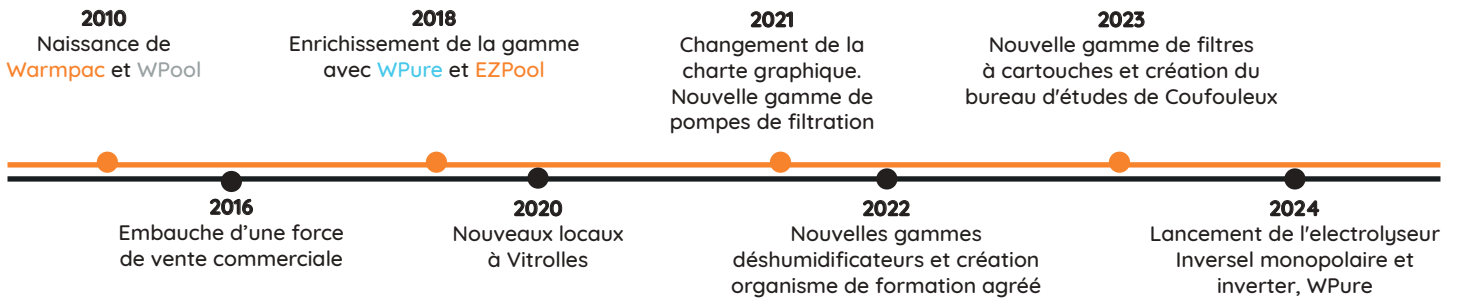 2010
Naissance de
Warmpac et WPool
2018
Enrichissement de la gamme
avec WPure et EZPool
2021
Changement de la
charte graphique.
Nouvelle gamme de
pompes de filtration
2023
Nouvelle gamme de filtres
à cartouches et création du
bureau d'études de Coufouleux
2016
Embauche d’une force
de vente commerciale
2020
Nouveaux locaux
à Vitrolles
2022
Nouvelles gammes
déshumidificateurs et création
organisme de formation agréé
2024
Lancement de l'electrolyseur
Inversel monopolaire et
inverter, WPure